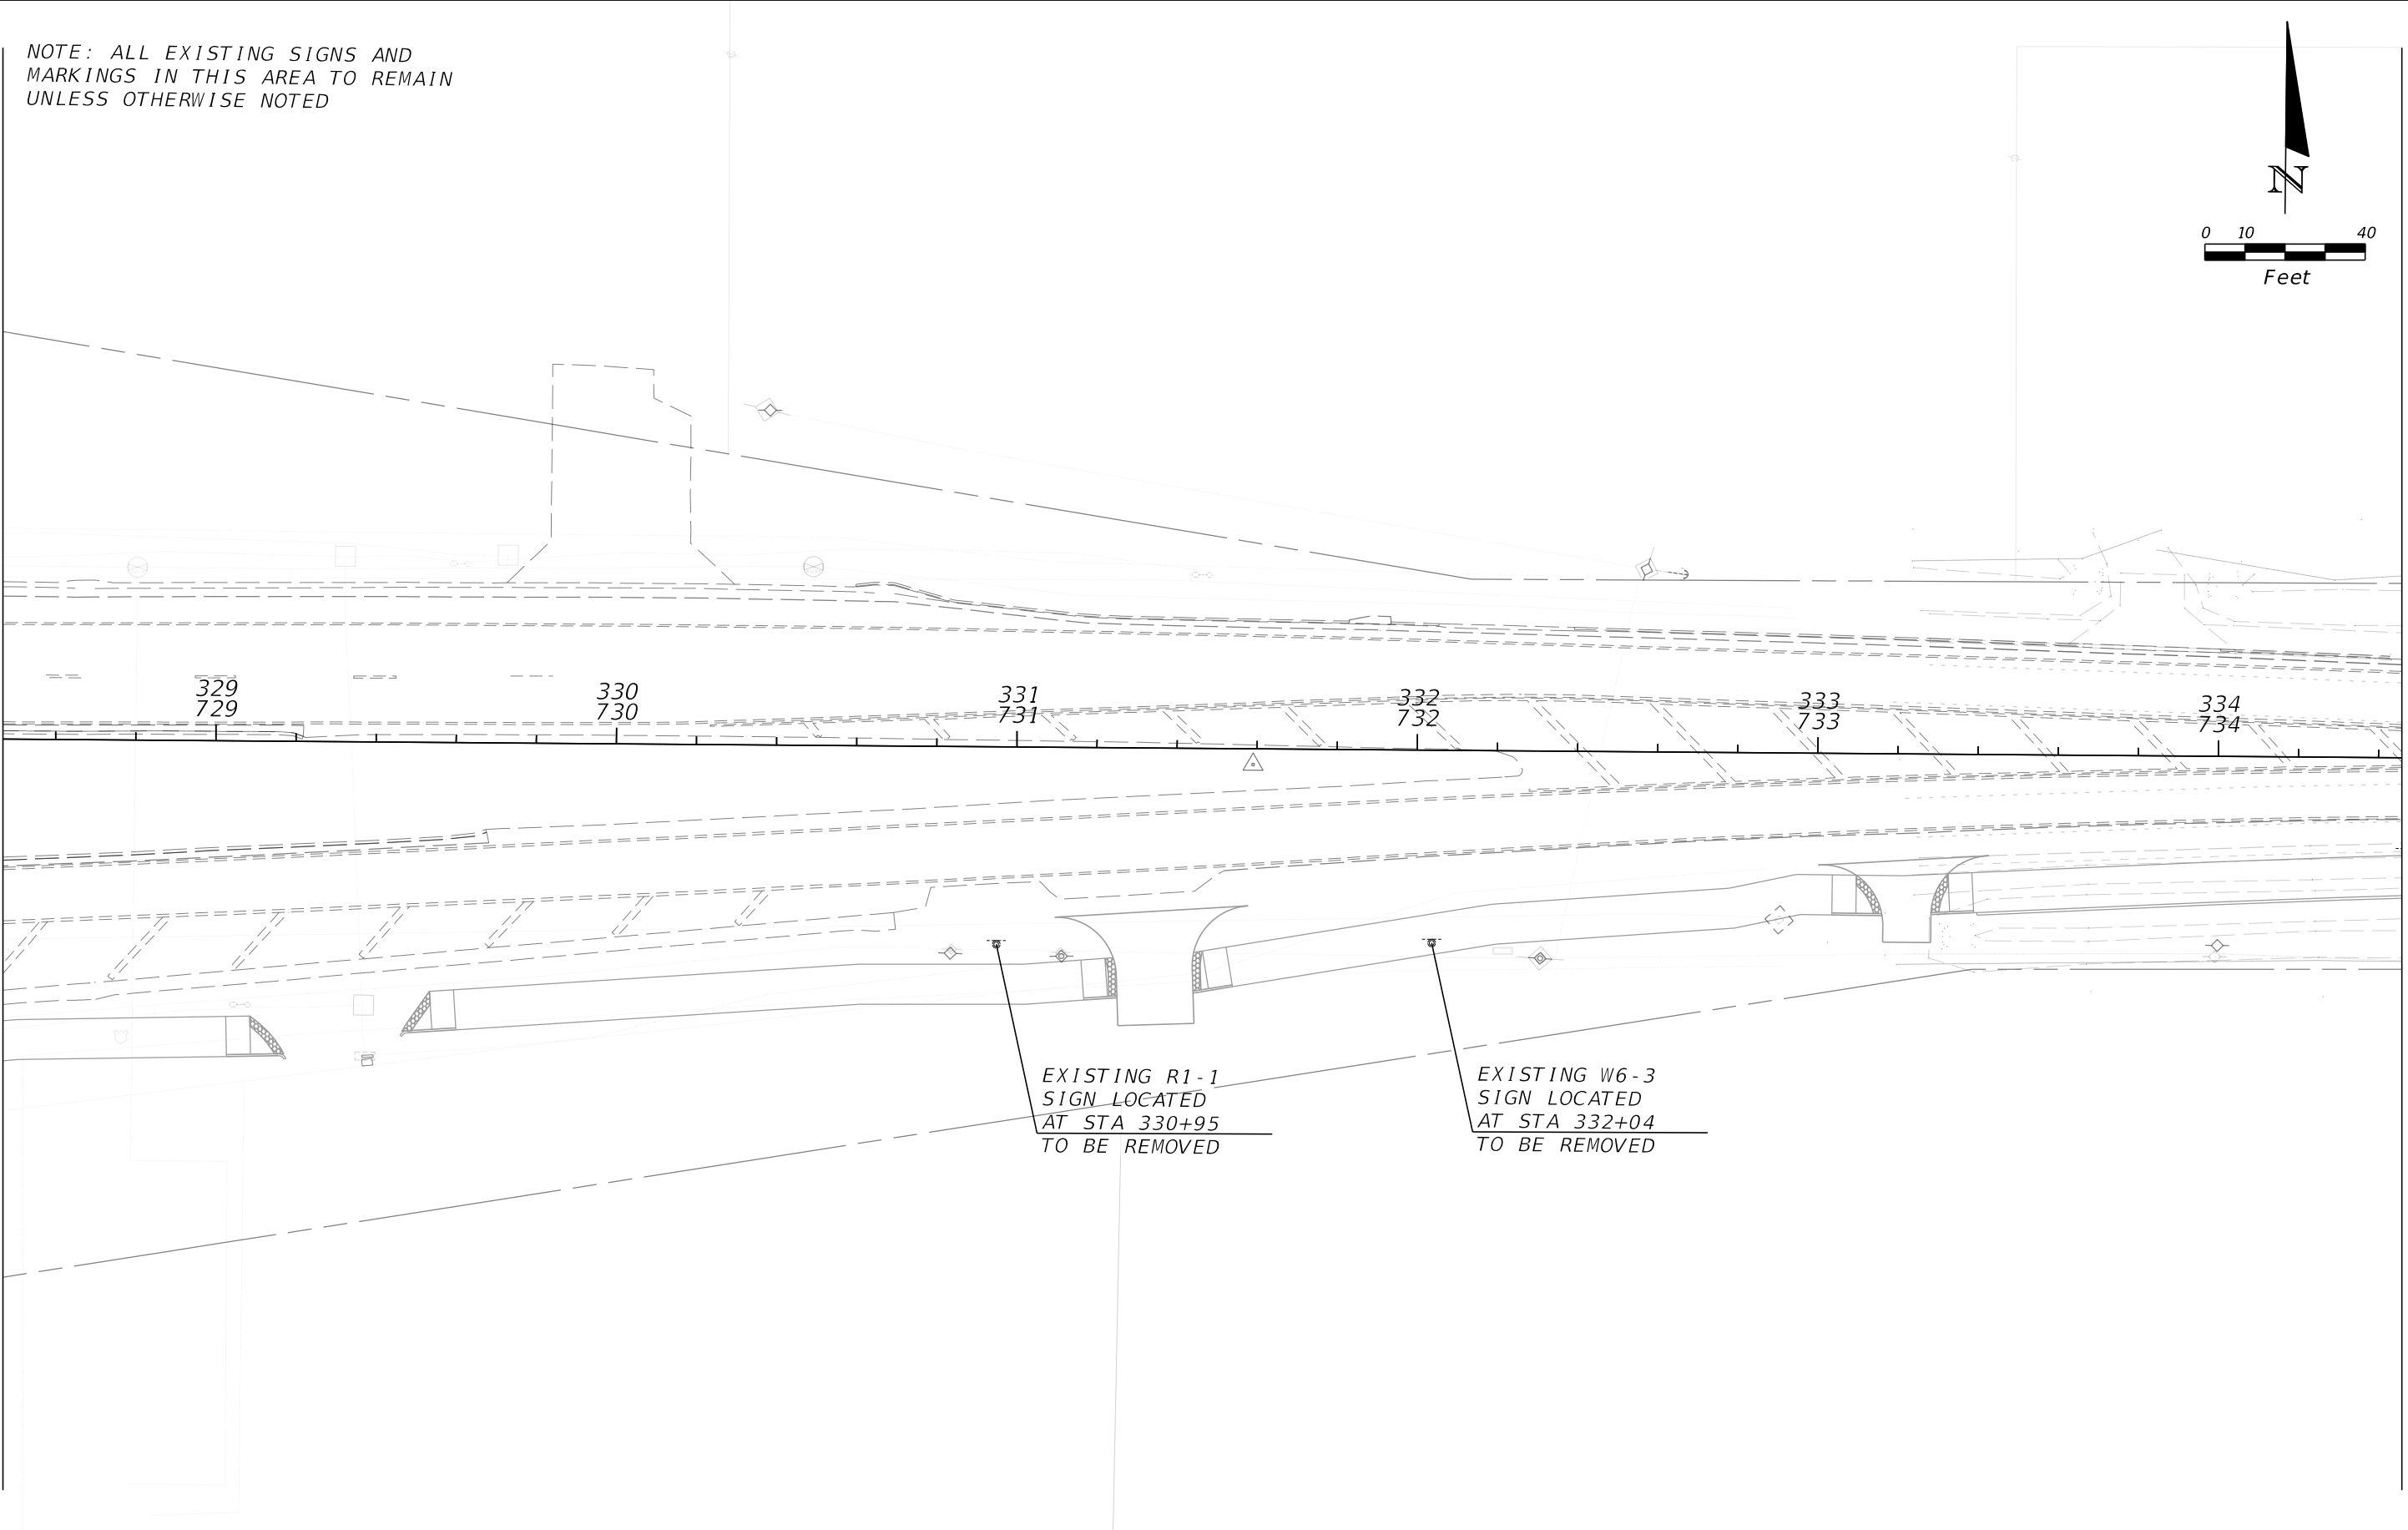 NOTE: ALL EXISTING SIGNS AND
MARKINGS IN THIS AREA TO REMAIN
UNLESS OTHERWISE NOTED
N
0 10 40
Feet
329
729
330
730
331
731
332
732
333
733
334
734
EXISTING R1-1
SIGN LOCATED
AT STA 330+95
TO BE REMOVED
EXISTING W6-3
SIGN LOCATED
AT STA 332+04
TO BE REMOVED